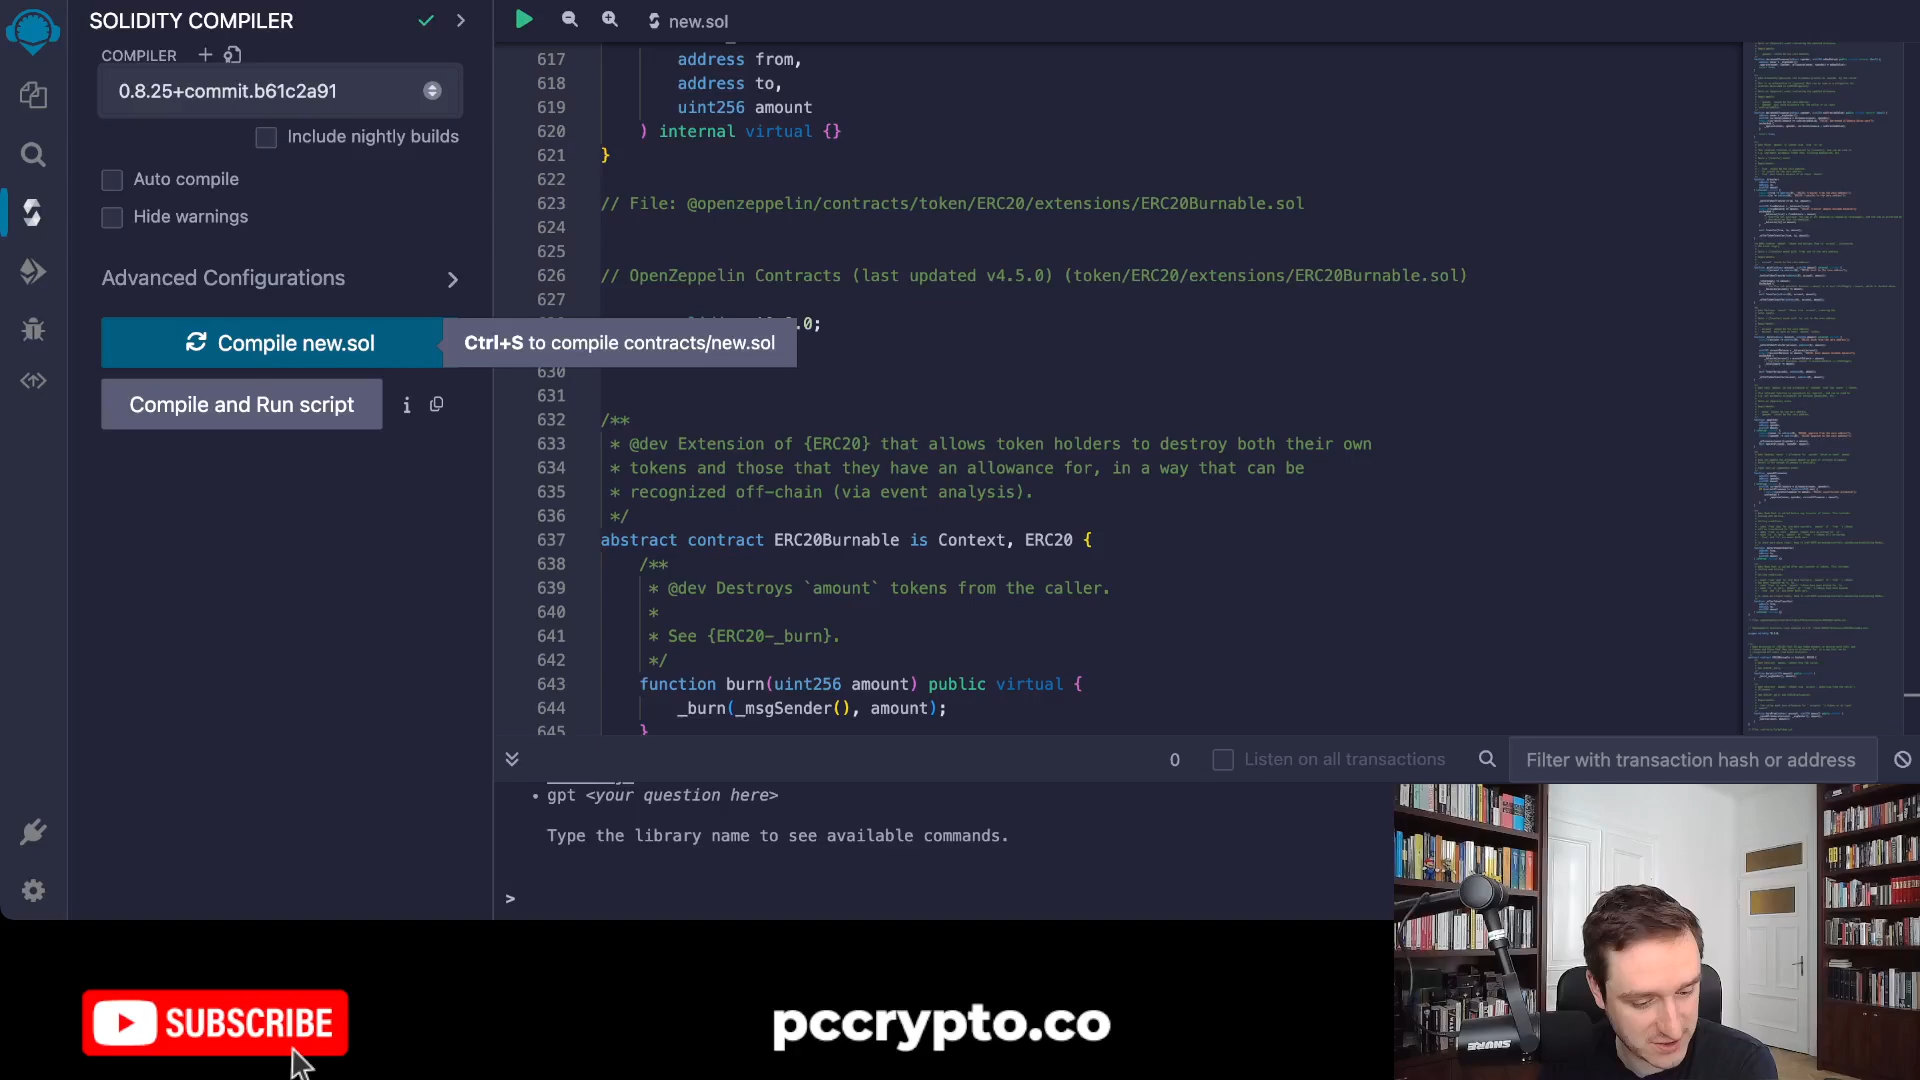 SOLIDITY COMPILER
COMPILER
0.8.25+commit.b61c2a91
Include nightly builds
Auto compile
Hide warnings
Advanced Configurations
Compile new.sol
Ctrl+S to compile contracts/new.sol
Compile and Run script
new.sol
617 address from,
618 address to,
619 uint256 amount
620 ) internal virtual {}
621 }
622
623 // File: @openzeppelin/contracts/token/ERC20/extensions/ERC20Burnable.sol
624
625
626 // OpenZeppelin Contracts (last updated v4.5.0) (token/ERC20/extensions/ERC20Burnable.sol)
627
.0;
630
631
632 /**
633 * @dev Extension of {ERC20} that allows token holders to destroy both their own
634 * tokens and those that they have an allowance for, in a way that can be
635 * recognized off-chain (via event analysis).
636 */
637 abstract contract ERC20Burnable is Context, ERC20 {
638 /**
639 * @dev Destroys `amount` tokens from the caller.
640 *
641 * See {ERC20-_burn}.
642 */
643 function burn(uint256 amount) public virtual {
644 _burn(_msgSender(), amount);
645 }
0
Listen on all transactions
Filter with transaction hash or address
• gpt <your question here>
Type the library name to see available commands.
>
SUBSCRIBE
pccrypto.co
SHURE